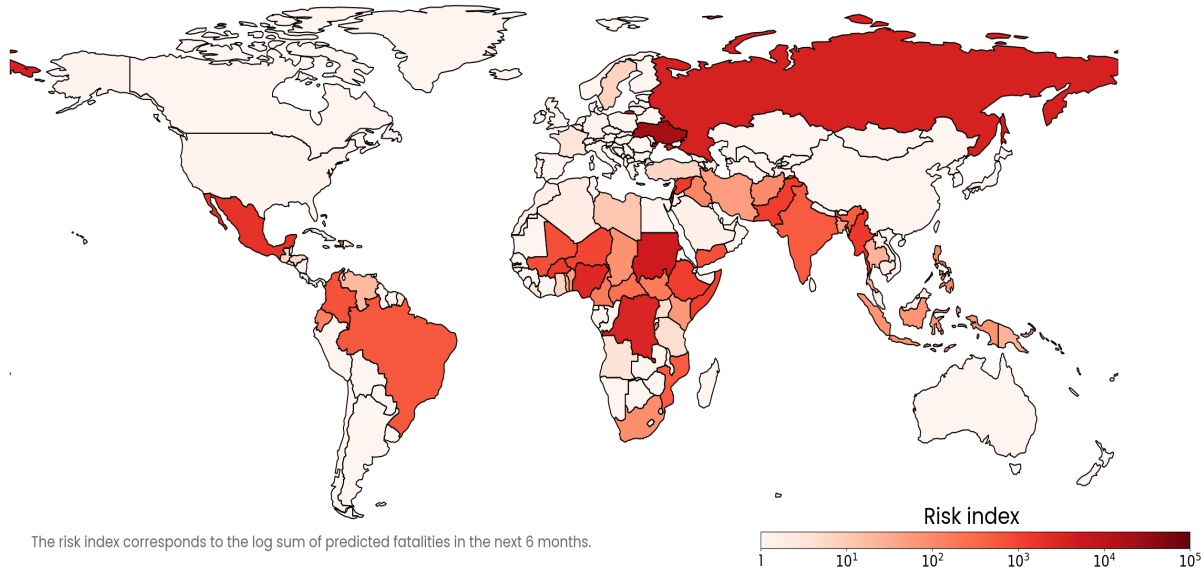 Risk index
The risk index corresponds to the log sum of predicted fatalities in the next 6 months.
1 10¹ 10² 10³ 10⁴ 10⁵